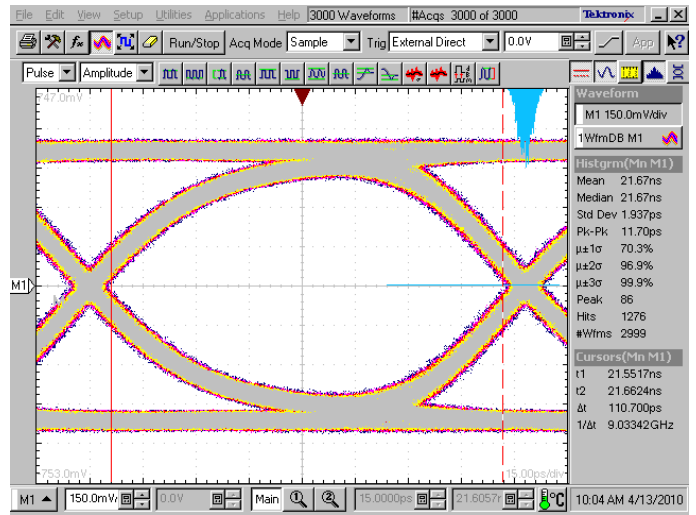 File Edit View Setup Utilities Applications Help 3000 Waveforms #Acqs 3000 of 3000 Tektronix
Run/Stop Acq Mode Sample Trig External Direct 0.0V App
Pulse Amplitude
747.0mV
Waveform
M1 150.0mV/div
1 WfmDB M1
Histgrm(Mn M1)
Mean 21.67ns
Median 21.67ns
Std Dev 1.937ps
Pk-Pk 11.70ps
µ±1σ 70.3%
µ±2σ 96.9%
µ±3σ 99.9%
Peak 86
Hits 1276
#Wfms 2999
M1
Cursors(Mn M1)
t1 21.5517ns
t2 21.6624ns
Δt 110.700ps
1/Δt 9.03342GHz
-753.0mV
15.00ps/div
M1 150.0mV/ 0.0V Main 15.0000ps 21.6057r °C 10:04 AM 4/13/2010